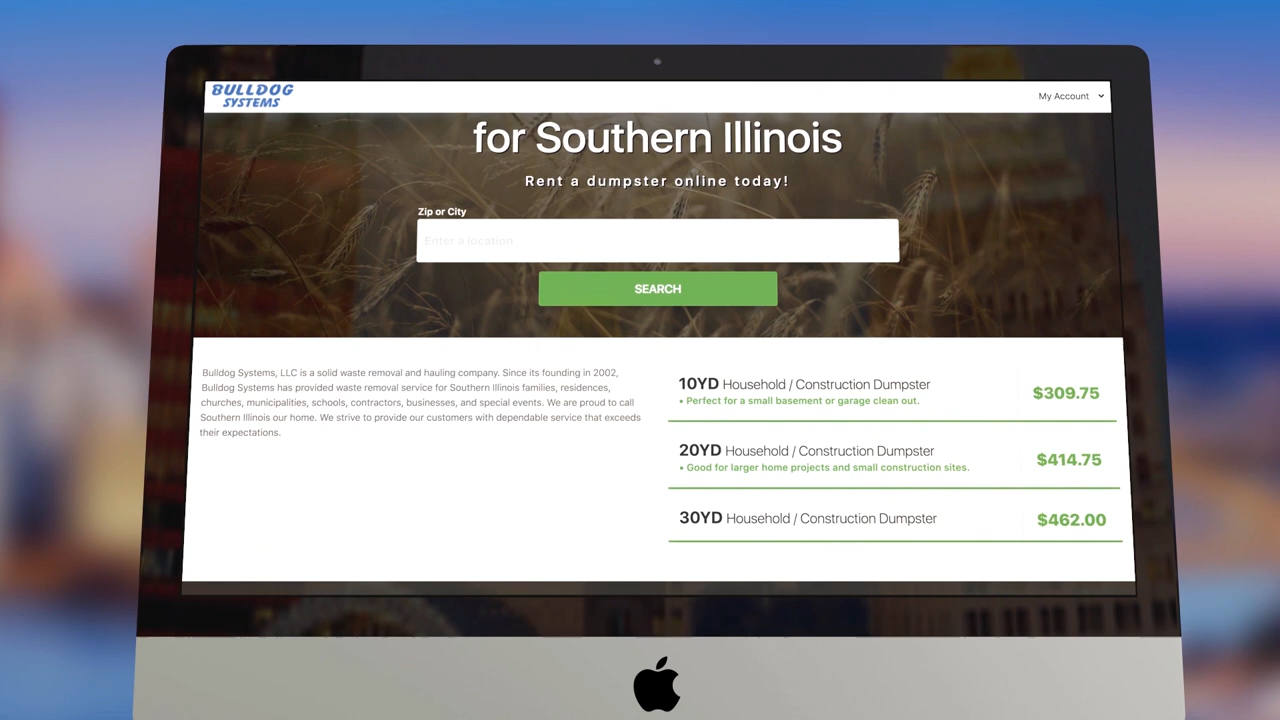 BULLDOG
SYSTEMS
My Account
for Southern Illinois
Rent a dumpster online today!
Zip or City
Enter a location
SEARCH
Bulldog Systems, LLC is a solid waste removal and hauling company. Since its founding in 2002,
Bulldog Systems has provided waste removal service for Southern Illinois families, residences,
churches, municipalities, schools, contractors, businesses, and special events. We are proud to call
Southern Illinois our home. We strive to provide our customers with dependable service that exceeds
their expectations.
10YD Household / Construction Dumpster
• Perfect for a small basement or garage clean out.
$309.75
20YD Household / Construction Dumpster
• Good for larger home projects and small construction sites.
$414.75
30YD Household / Construction Dumpster
$462.00